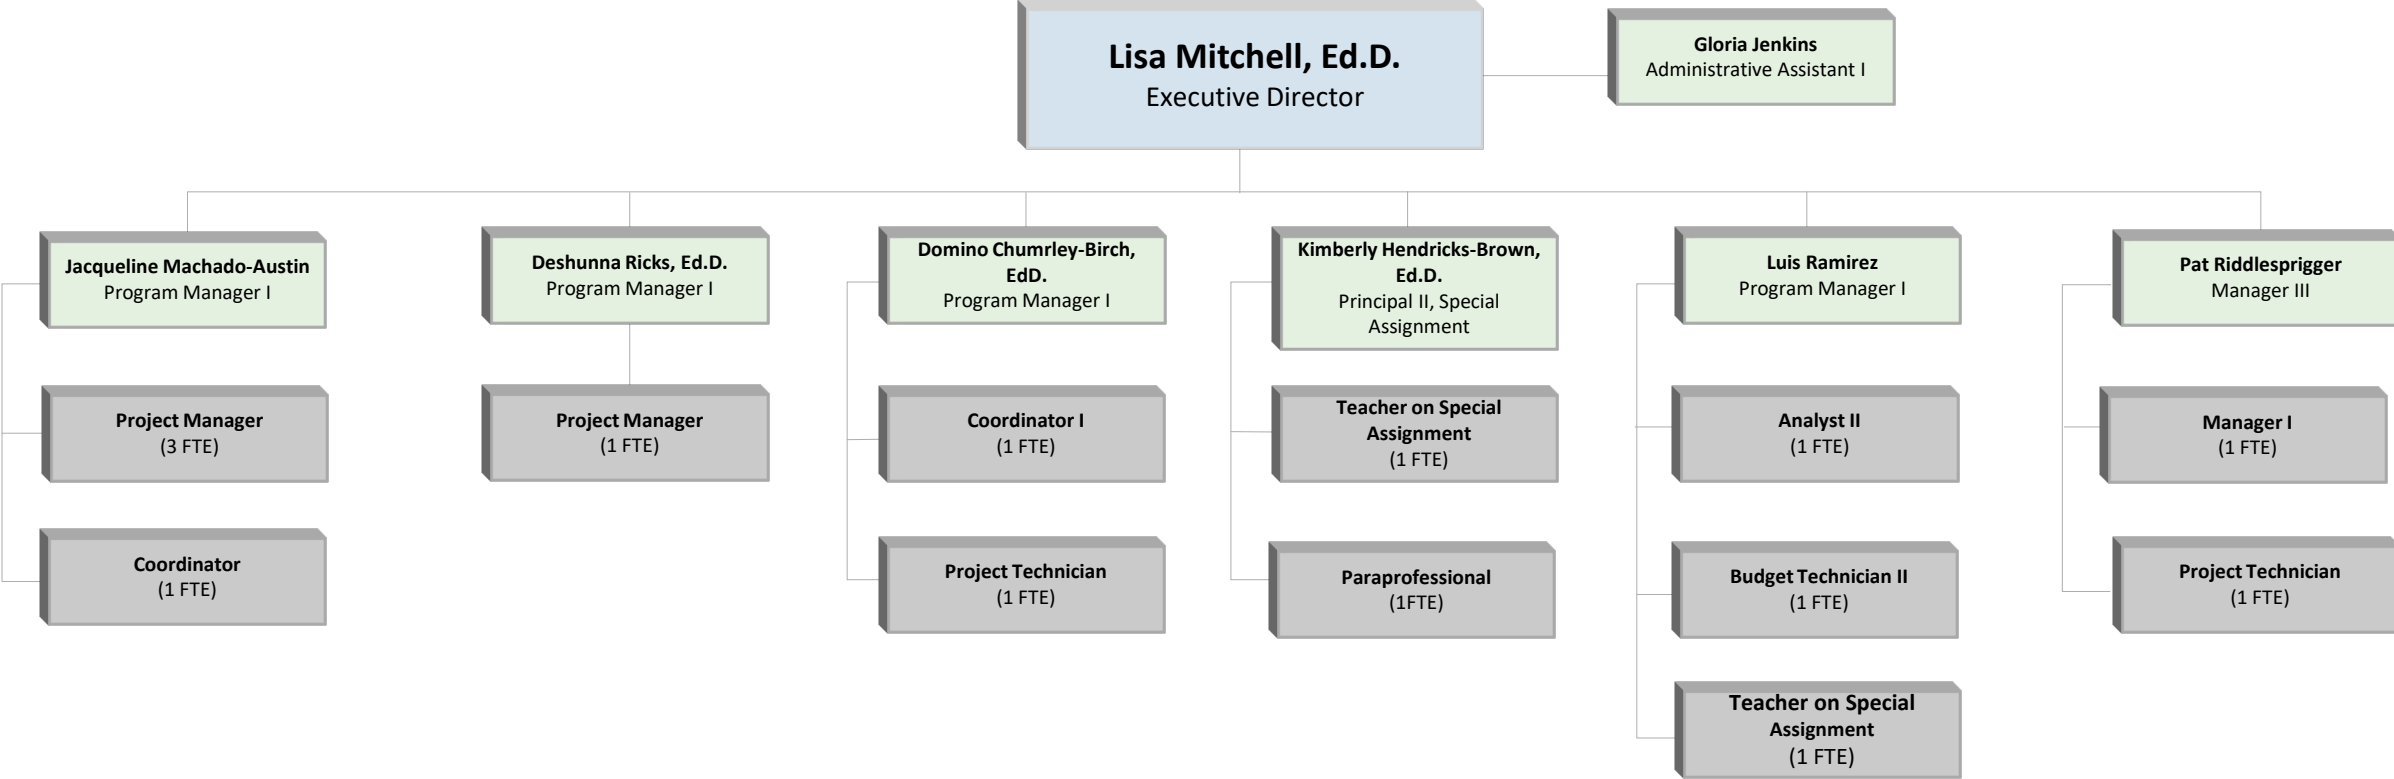 Lisa Mitchell, Ed.D.
Executive Director
Gloria Jenkins
Administrative Assistant I
Jacqueline Machado-Austin
Program Manager I
Deshunna Ricks, Ed.D.
Program Manager I
Domino Chumrley-Birch,
EdD.
Program Manager I
Kimberly Hendricks-Brown,
Ed.D.
Principal II, Special
Assignment
Luis Ramirez
Program Manager I
Pat Riddlesprigger
Manager III
Project Manager
(3 FTE)
Project Manager
(1 FTE)
Coordinator I
(1 FTE)
Teacher on Special
Assignment
(1 FTE)
Analyst II
(1 FTE)
Manager I
(1 FTE)
Coordinator
(1 FTE)
Project Technician
(1 FTE)
Paraprofessional
(1FTE)
Budget Technician II
(1 FTE)
Project Technician
(1 FTE)
Teacher on Special
Assignment
(1 FTE)